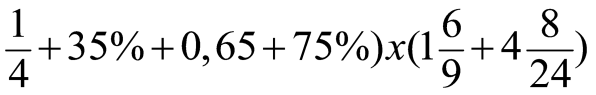 1/4 + 35% + 0,65 + 75%)x(1 6/9 + 4 8/24)